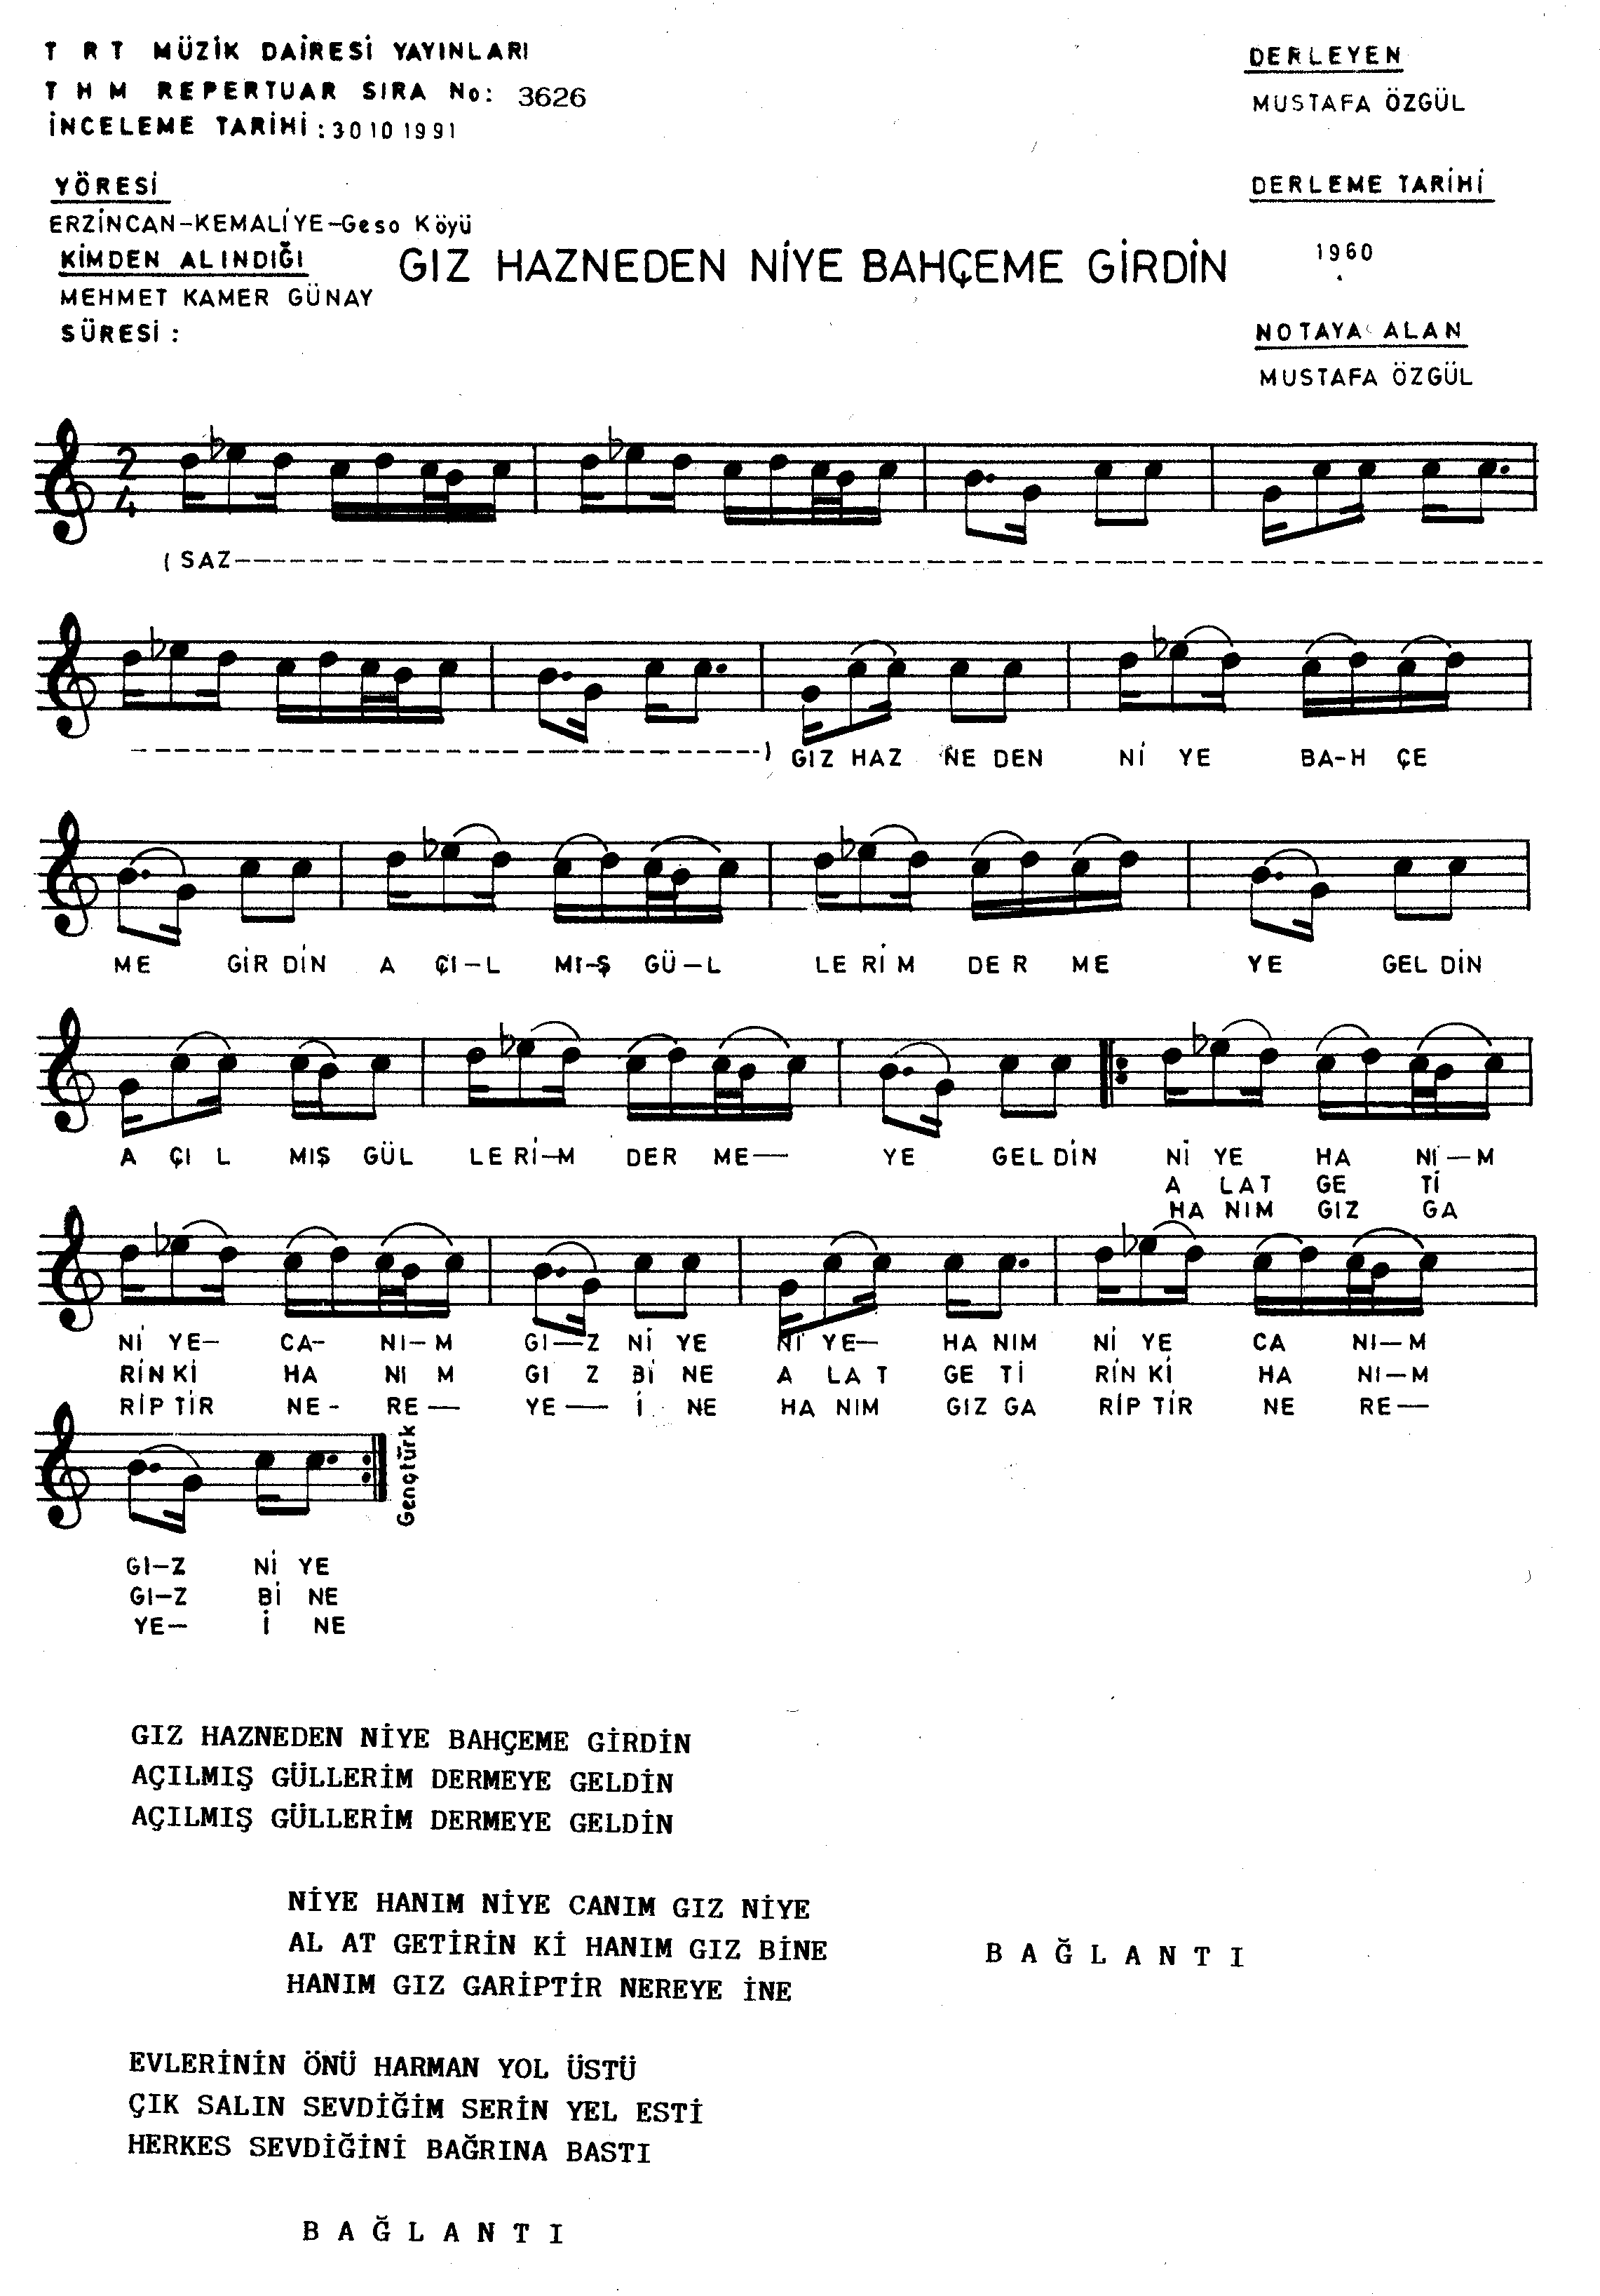 T R T MÜZİK DAİRESİ YAYINLARI
T H M REPERTUAR SIRA No: 3626
İNCELEME TARİHİ : 30 10 1991
DERLEYEN
MUSTAFA ÖZGÜL
YÖRESİ
ERZİNCAN-KEMALİYE-Geso Köyü
KİMDEN ALINDIĞI
MEHMET KAMER GÜNAY
SÜRESİ :
GIZ HAZNEDEN NİYE BAHÇEME GİRDİN
DERLEME TARİHİ
1960
NOTAYA ALAN
MUSTAFA ÖZGÜL
2
4
( SAZ------
------) GIZ HAZ NE DEN Nİ YE BA-H ÇE
ME GİR DİN A ÇI-L MI-Ş GÜ-L LE RİM DER ME YE GEL DİN
A ÇI L MIŞ GÜL LE Rİ-M DER ME- YE GEL DİN Nİ YE HA NI-M
A LAT GE Tİ
HA NIM GIZ GA
Nİ YE- CA- NI-M GI-Z Nİ YE Nİ YE- HA NIM Nİ YE CA NI-M
RİN Kİ HA NI M GI Z Bİ NE A LA T GE Tİ RİN Kİ HA NI-M
RİP TİR NE- RE- YE- İ NE HA NIM GIZ GA RİP TİR NE RE-
Gençtürk
GI-Z Nİ YE
GI-Z Bİ NE
YE- İ NE
GIZ HAZNEDEN NİYE BAHÇEME GİRDİN
AÇILMIŞ GÜLLERİM DERMEYE GELDİN
AÇILMIŞ GÜLLERİM DERMEYE GELDİN
NİYE HANIM NİYE CANIM GIZ NİYE
AL AT GETİRİN Kİ HANIM GIZ BİNE
HANIM GIZ GARİPTİR NEREYE İNE
B A Ğ L A N T I
EVLERİNİN ÖNÜ HARMAN YOL ÜSTÜ
ÇIK SALIN SEVDİĞİM SERİN YEL ESTİ
HERKES SEVDİĞİNİ BAĞRINA BASTI
B A Ğ L A N T I